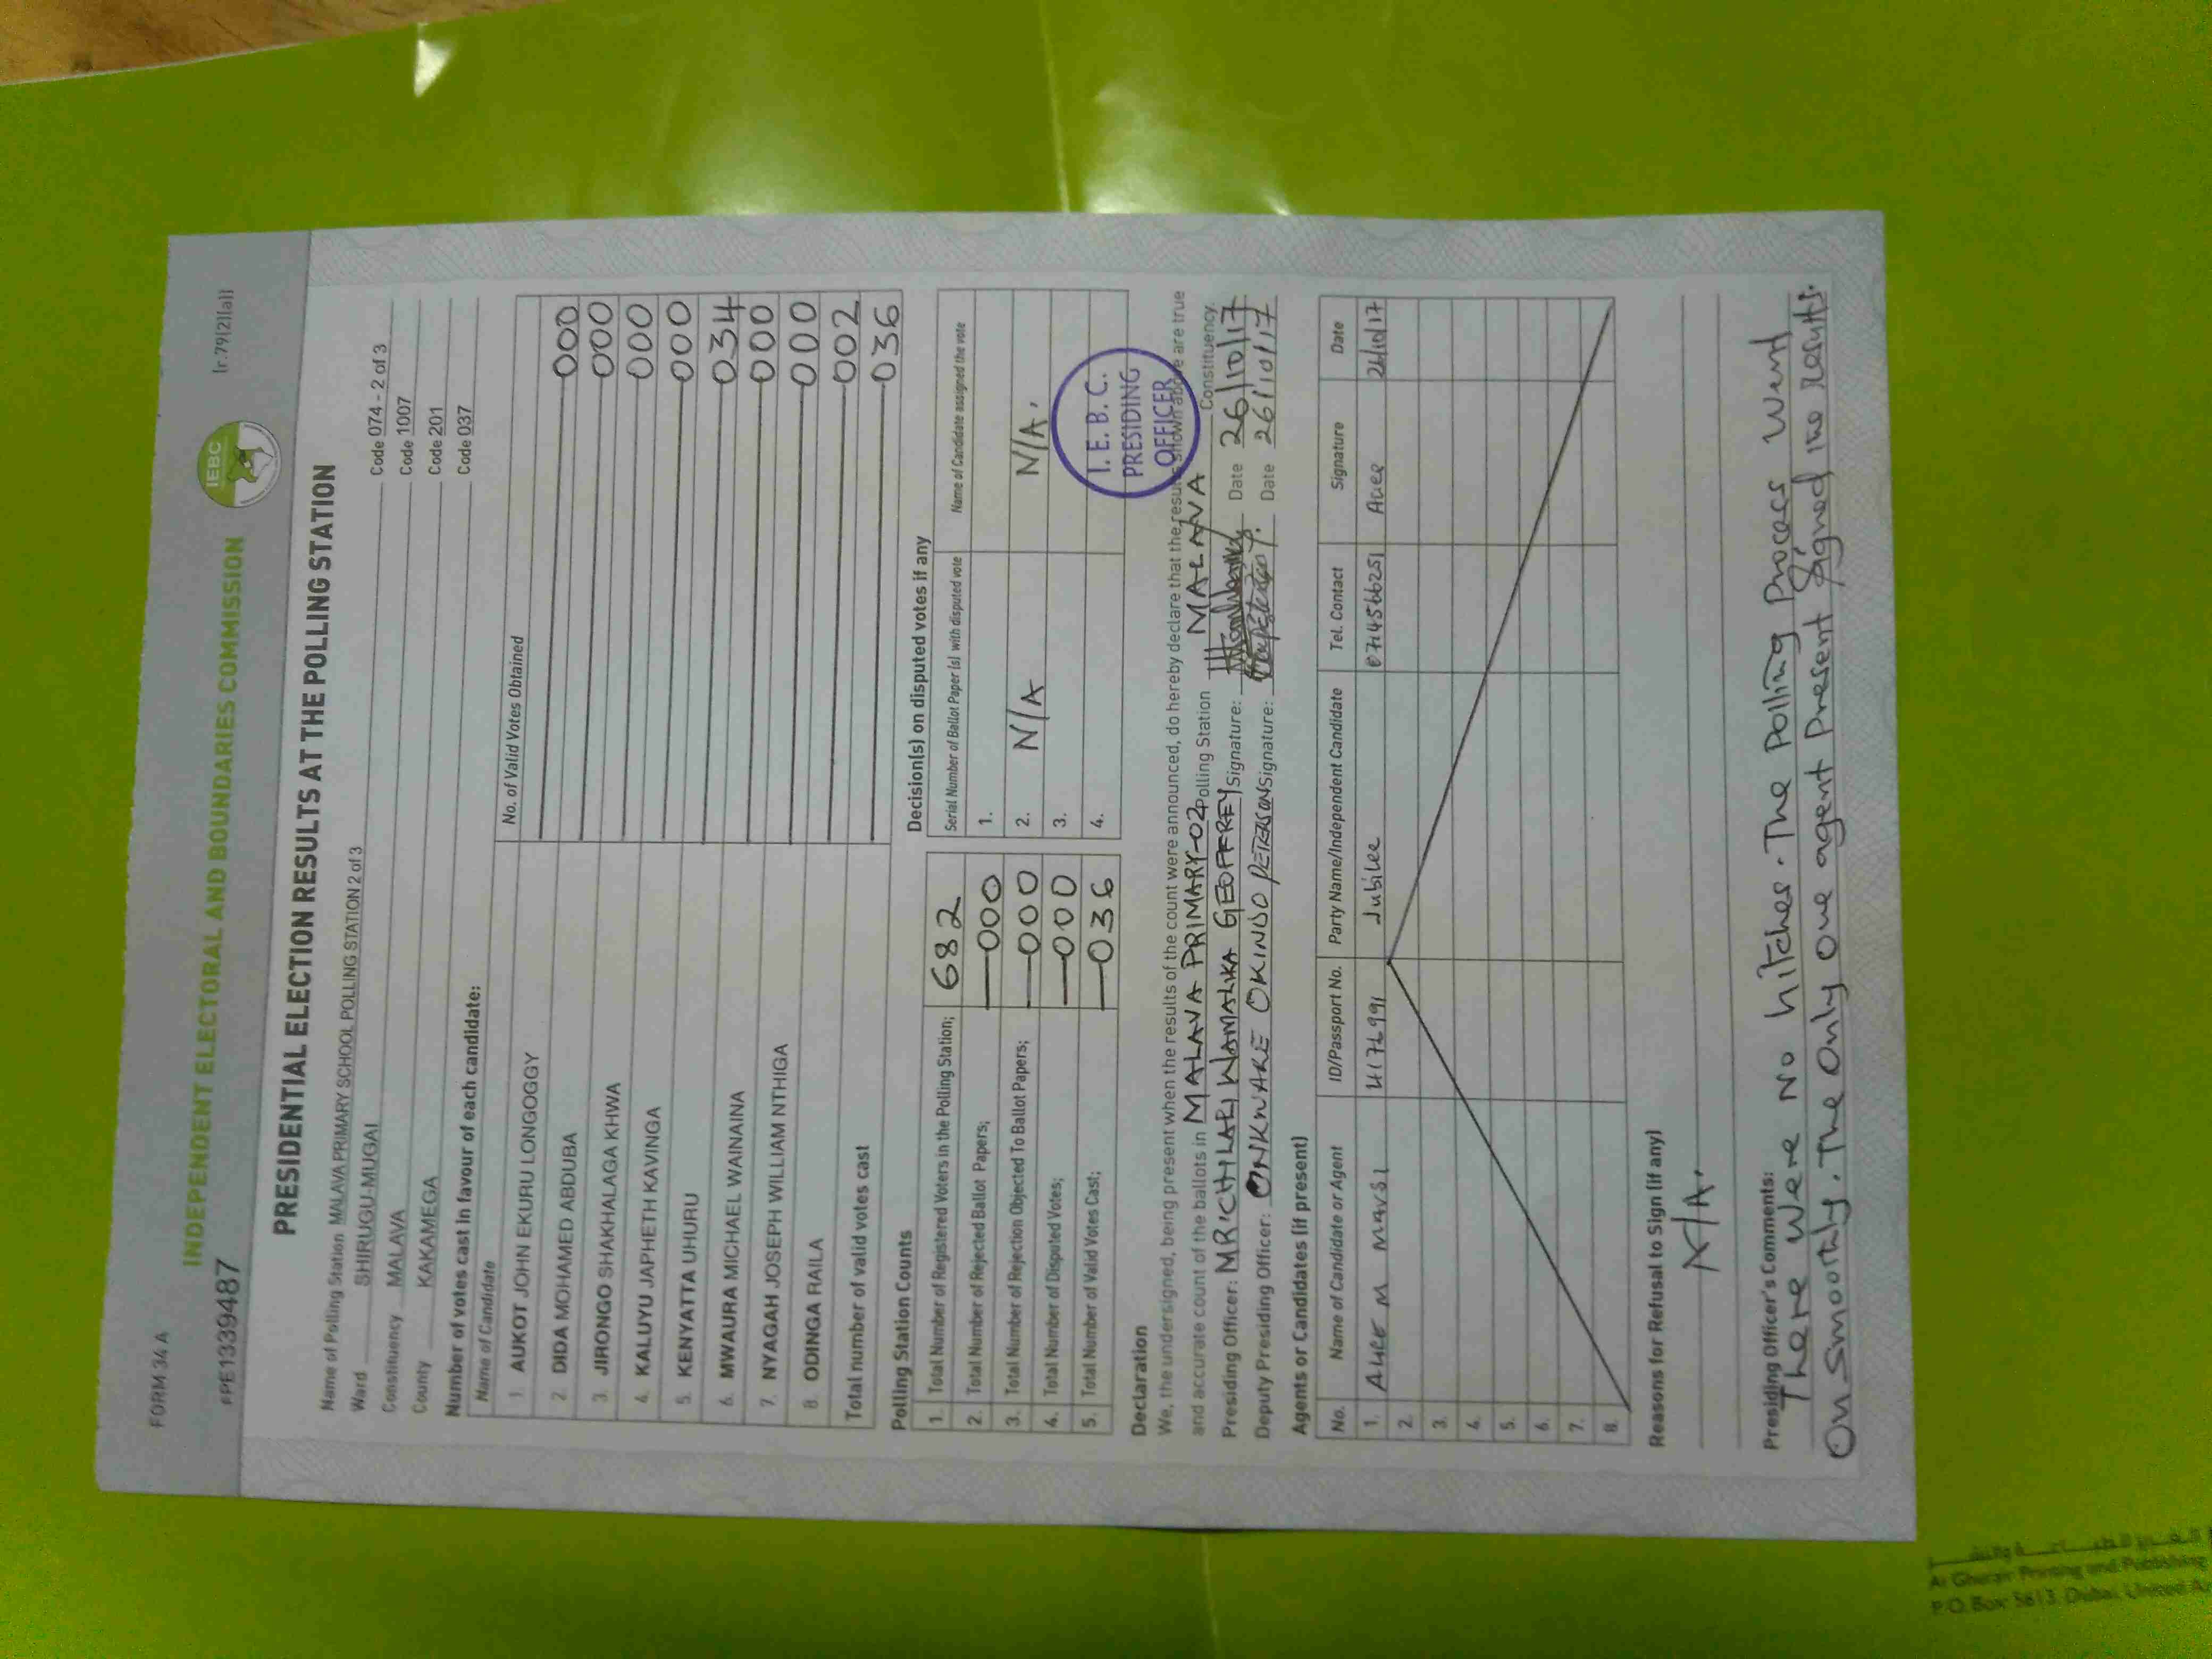 FORM 34 A (r.79(2)(a))
INDEPENDENT ELECTORAL AND BOUNDARIES COMMISSION
IEBC
PRESIDENTIAL ELECTION RESULTS AT THE POLLING STATION
Name of Polling Station MALAVA PRIMARY SCHOOL POLLING STATION 2 of 3 Code 074 - 2 of 3
Ward SHIRUGU-MUGAI Code 1007
Constituency MALAVA Code 201
County KAKAMEGA Code 037
Number of votes cast in favour of each candidate:
Name of Candidate No. of Valid Votes Obtained
1 AUKOT JOHN EKURU LONGOGGY 000
2 DIDA MOHAMED ABDUBA 000
3. JIRONGO SHAKHALAGA KHWA 000
4. KALUYU JAPHETH KAVINGA 000
5. KENYATTA UHURU 034
6. MWAURA MICHAEL WAINAINA 000
7. NYAGAH JOSEPH WILLIAM NTHIGA 000
8. ODINGA RAILA 002
Total number of valid votes cast 036
Polling Station Counts
1. Total Number of Registered Voters in the Polling Station; 682
2. Total Number of Rejected Ballot Papers; 000
3. Total Number of Rejection Objected To Ballot Papers; 000
4. Total Number of Disputed Votes; 000
5. Total Number of Valid Votes Cast; 036
Decision(s) on disputed votes if any
Serial Number of Ballot Paper (s) with disputed vote Name of Candidate assigned the vote
1.
2. N/A N/A.
3.
4.
I. E. B. C.
PRESIDING
OFFICER
Declaration
We, the undersigned, being present when the results of the count were announced, do hereby declare that the results shown above are true
and accurate count of the ballots in MALAVA PRIMARY-02 Polling Station MALAVA Constituency.
Presiding Officer: WAMALIKA GEOFFREY Signature: Date 26/10/17
Deputy Presiding Officer: PETERSON Signature: Date 26/10/17
Agents or Candidates (if present)
No. Name of Candidate or Agent ID/Passport No. Party Name/Independent Candidate Tel. Contact Signature Date
1. Alice M Jubilee 26/10/17
2.
3.
4.
5.
6.
7.
8.
Reasons for Refusal to Sign (if any)
N/A.
Presiding Officer's Comments:
There Were No hitches. The Polling Process Went
On Smoothly. The Only One agent Present Signed the results.
Al Ghurair Printing and Publishing
P.O. Box: 5613, Dubai, United